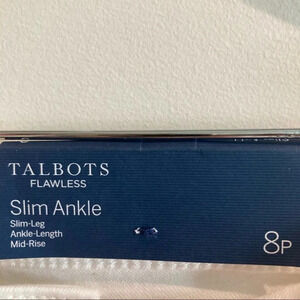 TALBOTS
FLAWLESS
Slim Ankle
Slim-Leg
Ankle-Length
Mid-Rise
8P